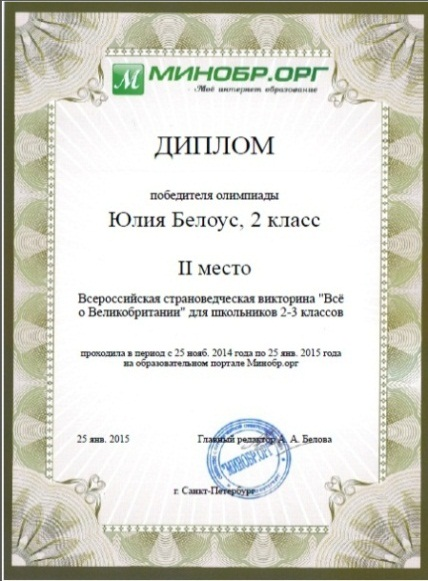 М МИНОБР.ОРГ
Моё интернет образование
ДИПЛОМ
победителя олимпиады
Юлия Белоус, 2 класс
II место
Всероссийская страноведческая викторина "Всё
о Великобритании" для школьников 2-3 классов
проходила в период с 25 нояб. 2014 года по 25 янв. 2015 года
на образовательном портале Минобр.орг
25 янв. 2015 Главный редактор А. А. Белова
"МИНОБР.ОРГ"
г. Санкт-Петербург